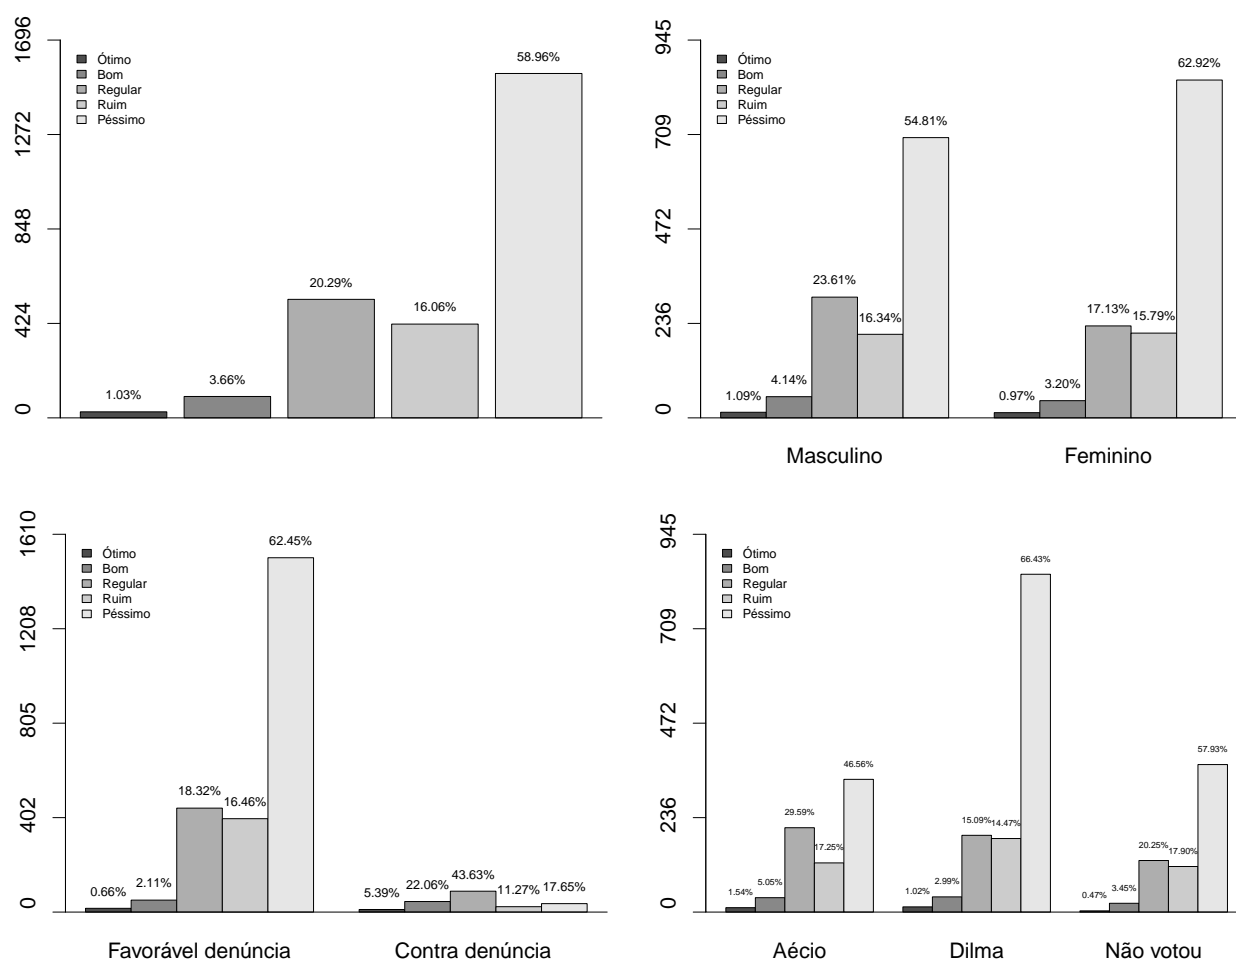 1696
1272
848
424
0
Ótimo
Bom
Regular
Ruim
Péssimo
1.03%
3.66%
20.29%
16.06%
58.96%
945
709
472
236
0
Ótimo
Bom
Regular
Ruim
Péssimo
1.09%
4.14%
23.61%
16.34%
54.81%
0.97%
3.20%
17.13%
15.79%
62.92%
Masculino
Feminino
1610
1208
805
402
0
Ótimo
Bom
Regular
Ruim
Péssimo
0.66%
2.11%
18.32%
16.46%
62.45%
5.39%
22.06%
43.63%
11.27%
17.65%
Favorável denúncia
Contra denúncia
945
709
472
236
0
Ótimo
Bom
Regular
Ruim
Péssimo
1.54%
5.05%
29.59%
17.25%
46.56%
1.02%
2.99%
15.09%
14.47%
66.43%
0.47%
3.45%
20.25%
17.90%
57.93%
Aécio
Dilma
Não votou